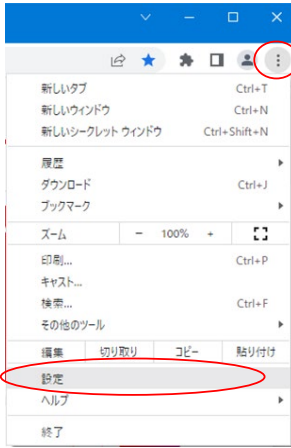 新しいタブ Ctrl+T
新しいウィンドウ Ctrl+N
新しいシークレット ウィンドウ Ctrl+Shift+N
履歴
ダウンロード Ctrl+J
ブックマーク
ズーム − 100% +
印刷... Ctrl+P
キャスト...
検索... Ctrl+F
その他のツール
編集 切り取り コピー 貼り付け
設定
ヘルプ
終了